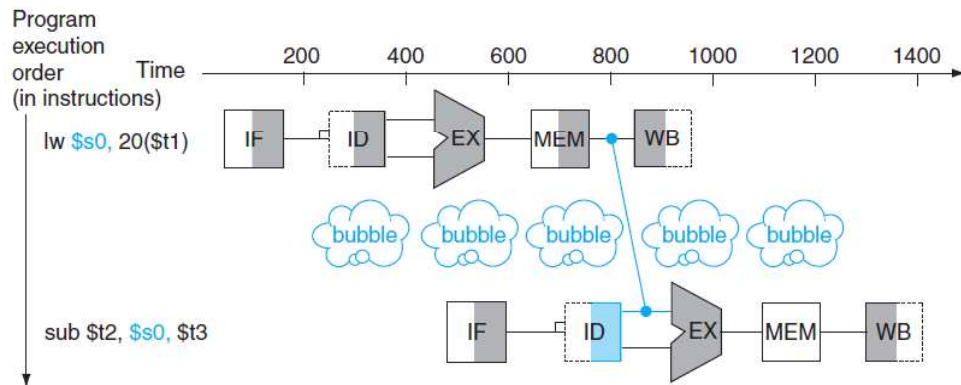 Program
execution
order
(in instructions)
Time
200 400 600 800 1000 1200 1400
lw $s0, 20($t1)
IF ID EX MEM WB
bubble bubble bubble bubble bubble
sub $t2, $s0, $t3
IF ID EX MEM WB